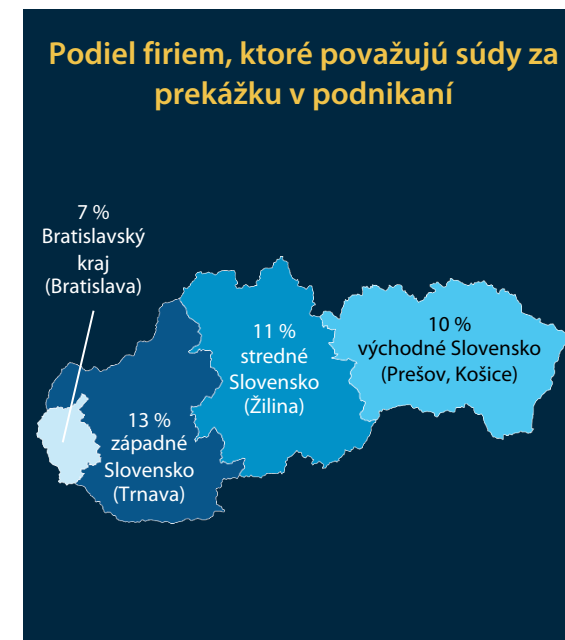 Podiel firiem, ktoré považujú súdy za
prekážku v podnikaní
7 %
Bratislavský
kraj
(Bratislava)
13 %
západné
Slovensko
(Trnava)
11 %
stredné
Slovensko
(Žilina)
10 %
východné Slovensko
(Prešov, Košice)